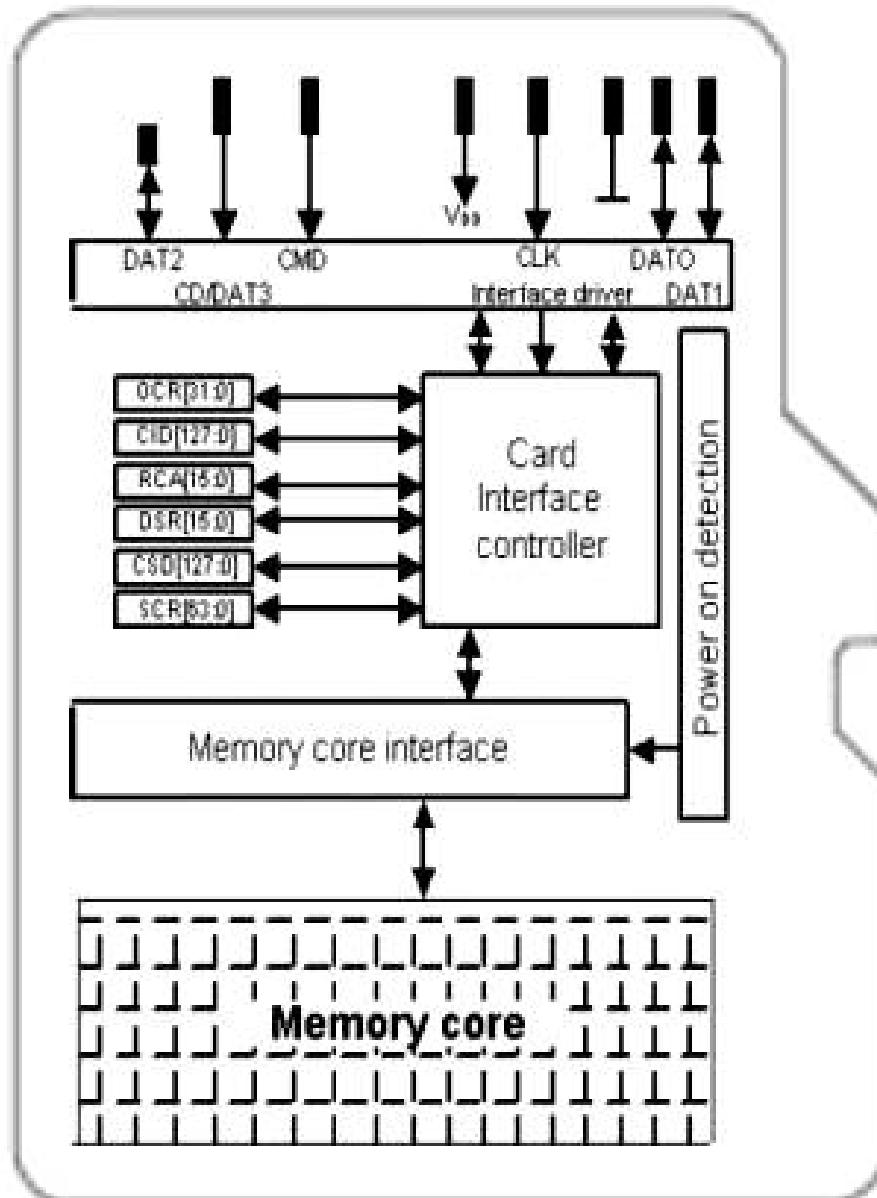 DAT2
CMD
CLK
DAT0
CD/DAT3
Interface driver
DAT1
OCR[31:0]
CID[127:0]
RCA[15:0]
DSR[15:0]
CSD[127:0]
SCR[63:0]
Card
Interface
controller
Power on detection
Memory core interface
Memory core